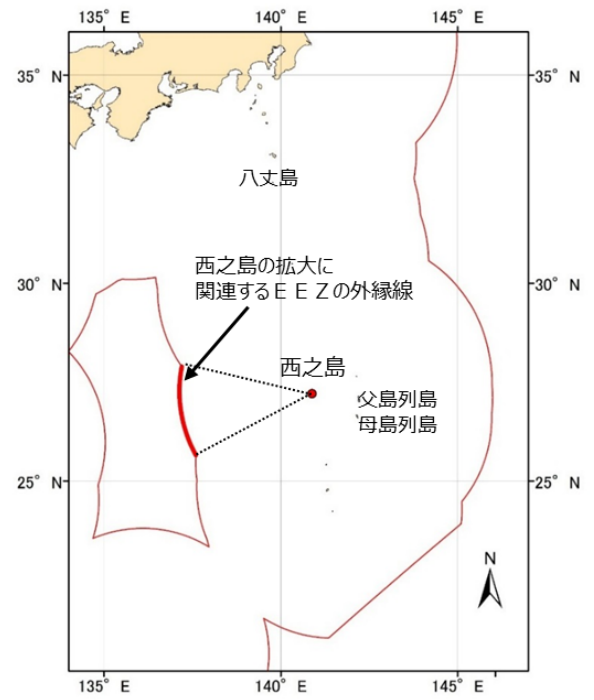 135° E
140° E
145° E
35° N
35° N
八丈島
西之島の拡大に
関連するＥＥＺの外縁線
30° N
30° N
西之島
父島列島
母島列島
25° N
25° N
N
135° E
140° E
145° E